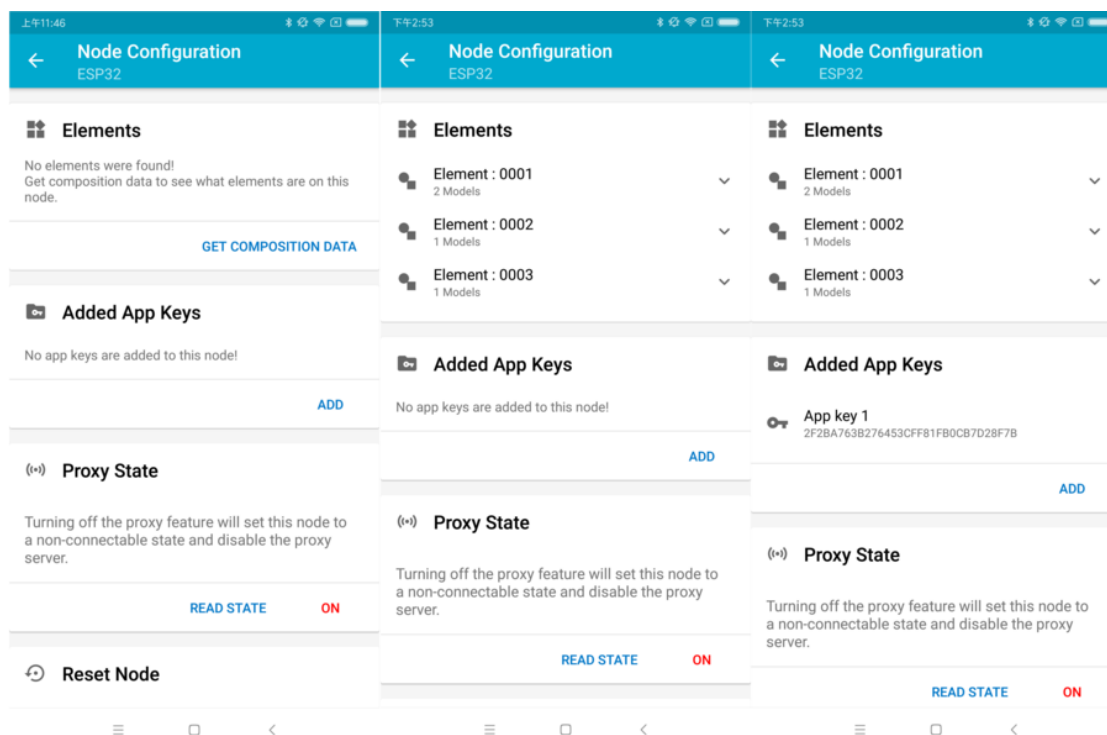 上午11:46
Node Configuration
ESP32
Elements
No elements were found!
Get composition data to see what elements are on this
node.
GET COMPOSITION DATA
Added App Keys
No app keys are added to this node!
ADD
Proxy State
Turning off the proxy feature will set this node to
a non-connectable state and disable the proxy
server.
READ STATE ON
Reset Node
下午2:53
Node Configuration
ESP32
Elements
Element : 0001
2 Models
Element : 0002
1 Models
Element : 0003
1 Models
Added App Keys
No app keys are added to this node!
ADD
Proxy State
Turning off the proxy feature will set this node to
a non-connectable state and disable the proxy
server.
READ STATE ON
下午2:53
Node Configuration
ESP32
Elements
Element : 0001
2 Models
Element : 0002
1 Models
Element : 0003
1 Models
Added App Keys
App key 1
2F2BA763B276453CFF81FB0CB7D28F7B
ADD
Proxy State
Turning off the proxy feature will set this node to
a non-connectable state and disable the proxy
server.
READ STATE ON